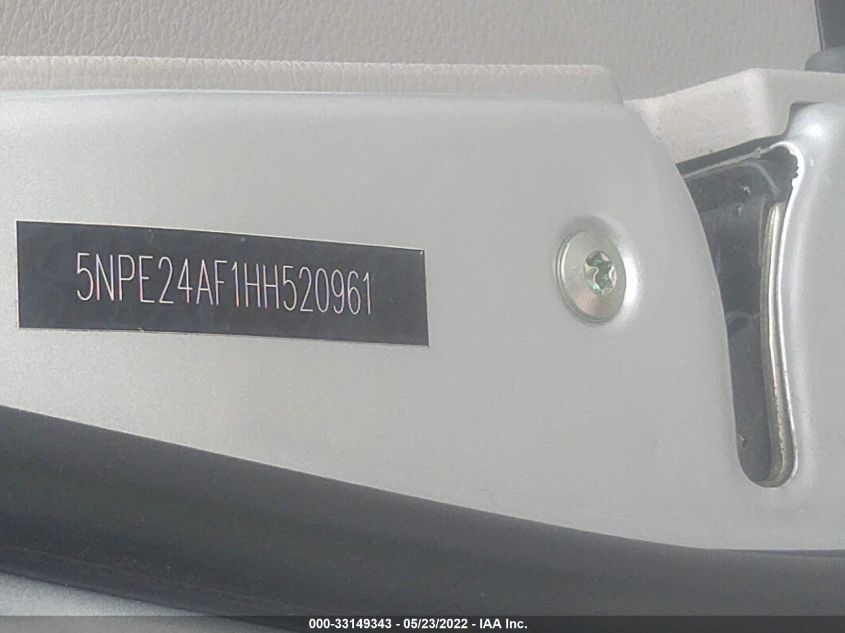 5NPE24AF1HH520961
000-33149343 - 05/23/2022 - IAA Inc.